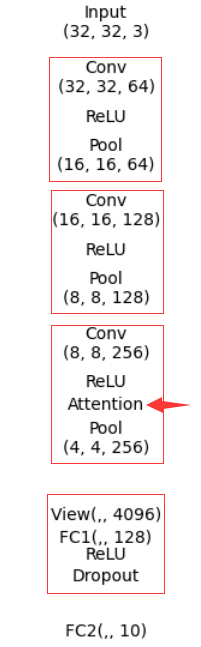 Input
(32, 32, 3)
Conv
(32, 32, 64)
ReLU
Pool
(16, 16, 64)
Conv
(16, 16, 128)
ReLU
Pool
(8, 8, 128)
Conv
(8, 8, 256)
ReLU
Attention
Pool
(4, 4, 256)
View(,, 4096)
FC1(,, 128)
ReLU
Dropout
FC2(,, 10)